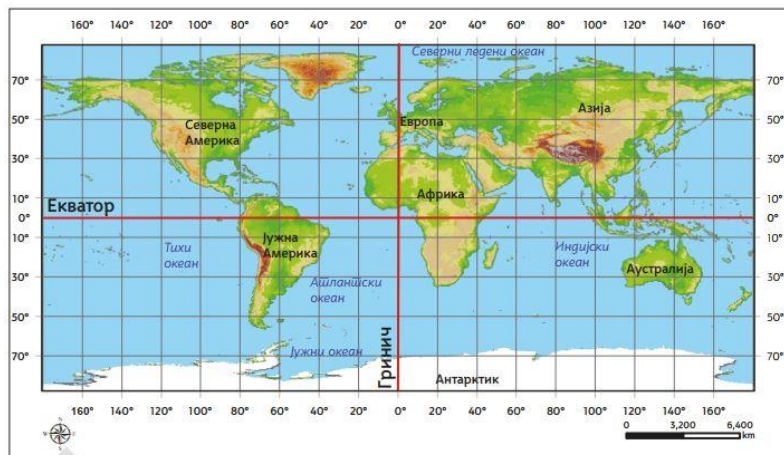 160° 140° 120° 100° 80° 60° 40° 20° 0° 20° 40° 60° 80° 100° 120° 140° 160°
Северни ледени океан
70° 70°
Азија
Европа
50° 50°
Северна
Америка
30° 30°
Африка
10° 10°
Екватор
0° 0°
10° 10°
Јужна
Америка
Тихи
океан
Индијски
океан
Аустралија
30° 30°
Атлантски
океан
50° 50°
Гринич
Јужни океан
70° 70°
Антарктик
160° 140° 120° 100° 80° 60° 40° 20° 0° 20° 40° 60° 80° 100° 120° 140° 160°
0 3,200 6,400
km